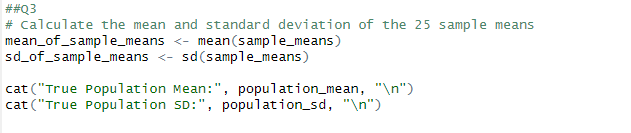 ##Q3
# Calculate the mean and standard deviation of the 25 sample means
mean_of_sample_means <- mean(sample_means)
sd_of_sample_means <- sd(sample_means)
cat("True Population Mean:", population_mean, "\n")
cat("True Population SD:", population_sd, "\n")